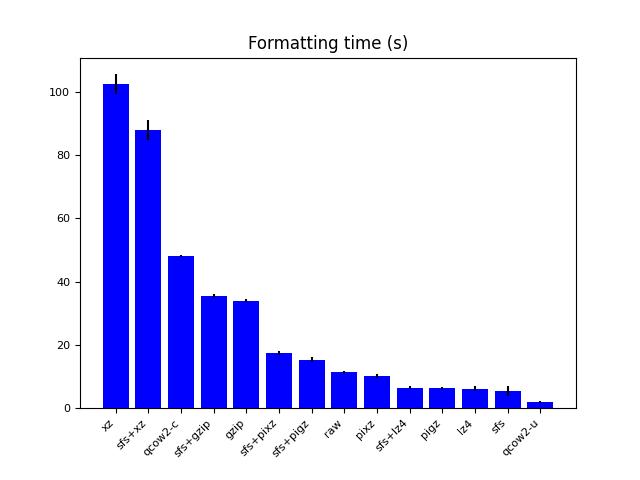 Formatting time (s)
100
80
60
40
20
0
xz
sfs+xz
qcow2-c
sfs+gzip
gzip
sfs+pixz
sfs+pigz
raw
pixz
sfs+lz4
pigz
lz4
sfs
qcow2-u